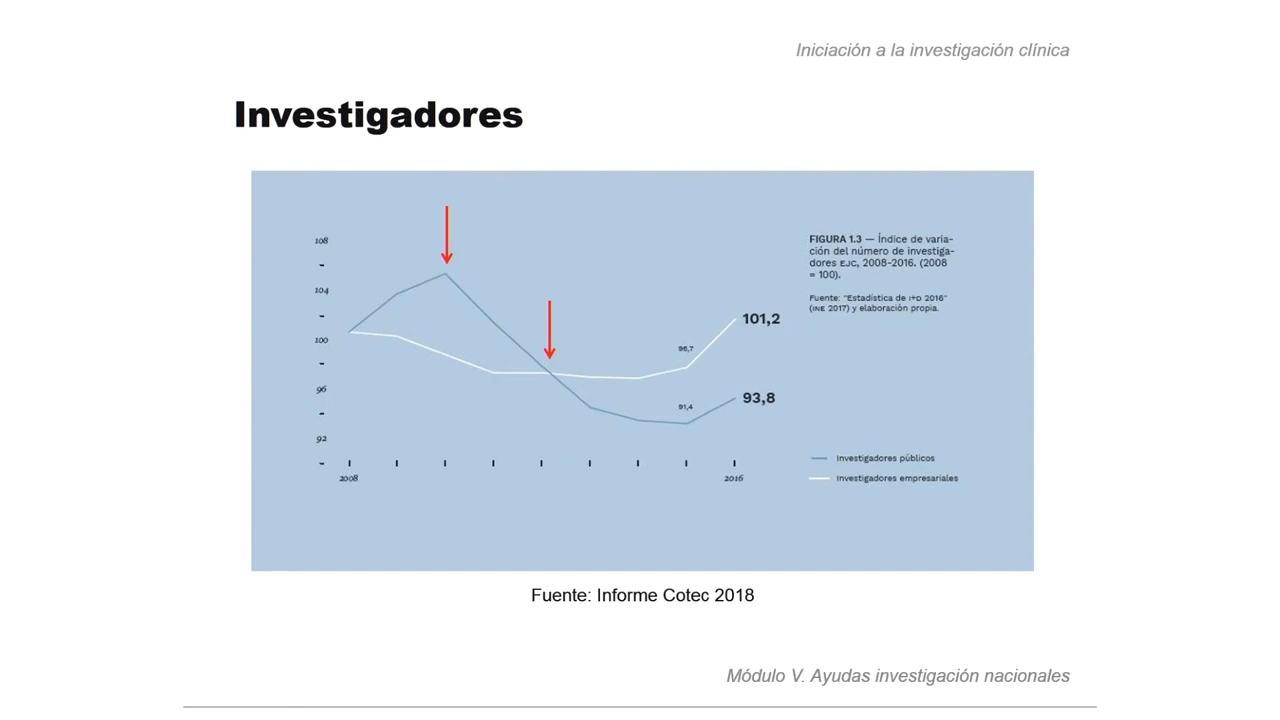 Iniciación a la investigación clínica
Investigadores
108
104
100
96
92
2008
2016
96,7
91,4
101,2
93,8
FIGURA 1.3 — Índice de varia-
ción del número de investiga-
dores EJC, 2008-2016. (2008
= 100).
Fuente: "Estadística de I+D 2016"
(INE 2017) y elaboración propia.
Investigadores públicos
Investigadores empresariales
Fuente: Informe Cotec 2018
Módulo V. Ayudas investigación nacionales